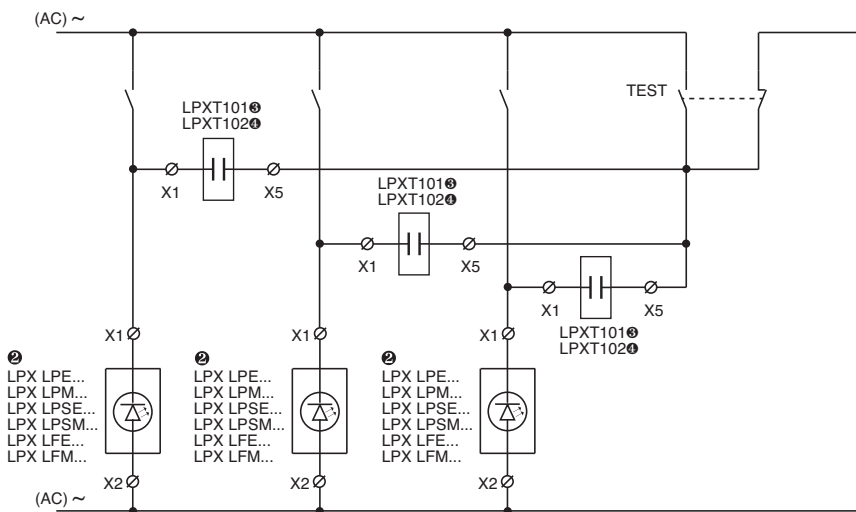 (AC) ~
TEST
LPXT101❸
LPXT102❹
X1
X5
LPXT101❸
LPXT102❹
X1
X5
X1
X5
LPXT101❸
LPXT102❹
X1
X1
X1
❷
LPX LPE...
LPX LPM...
LPX LPSE...
LPX LPSM...
LPX LFE...
LPX LFM...
❷
LPX LPE...
LPX LPM...
LPX LPSE...
LPX LPSM...
LPX LFE...
LPX LFM...
❷
LPX LPE...
LPX LPM...
LPX LPSE...
LPX LPSM...
LPX LFE...
LPX LFM...
X2
X2
X2
(AC) ~